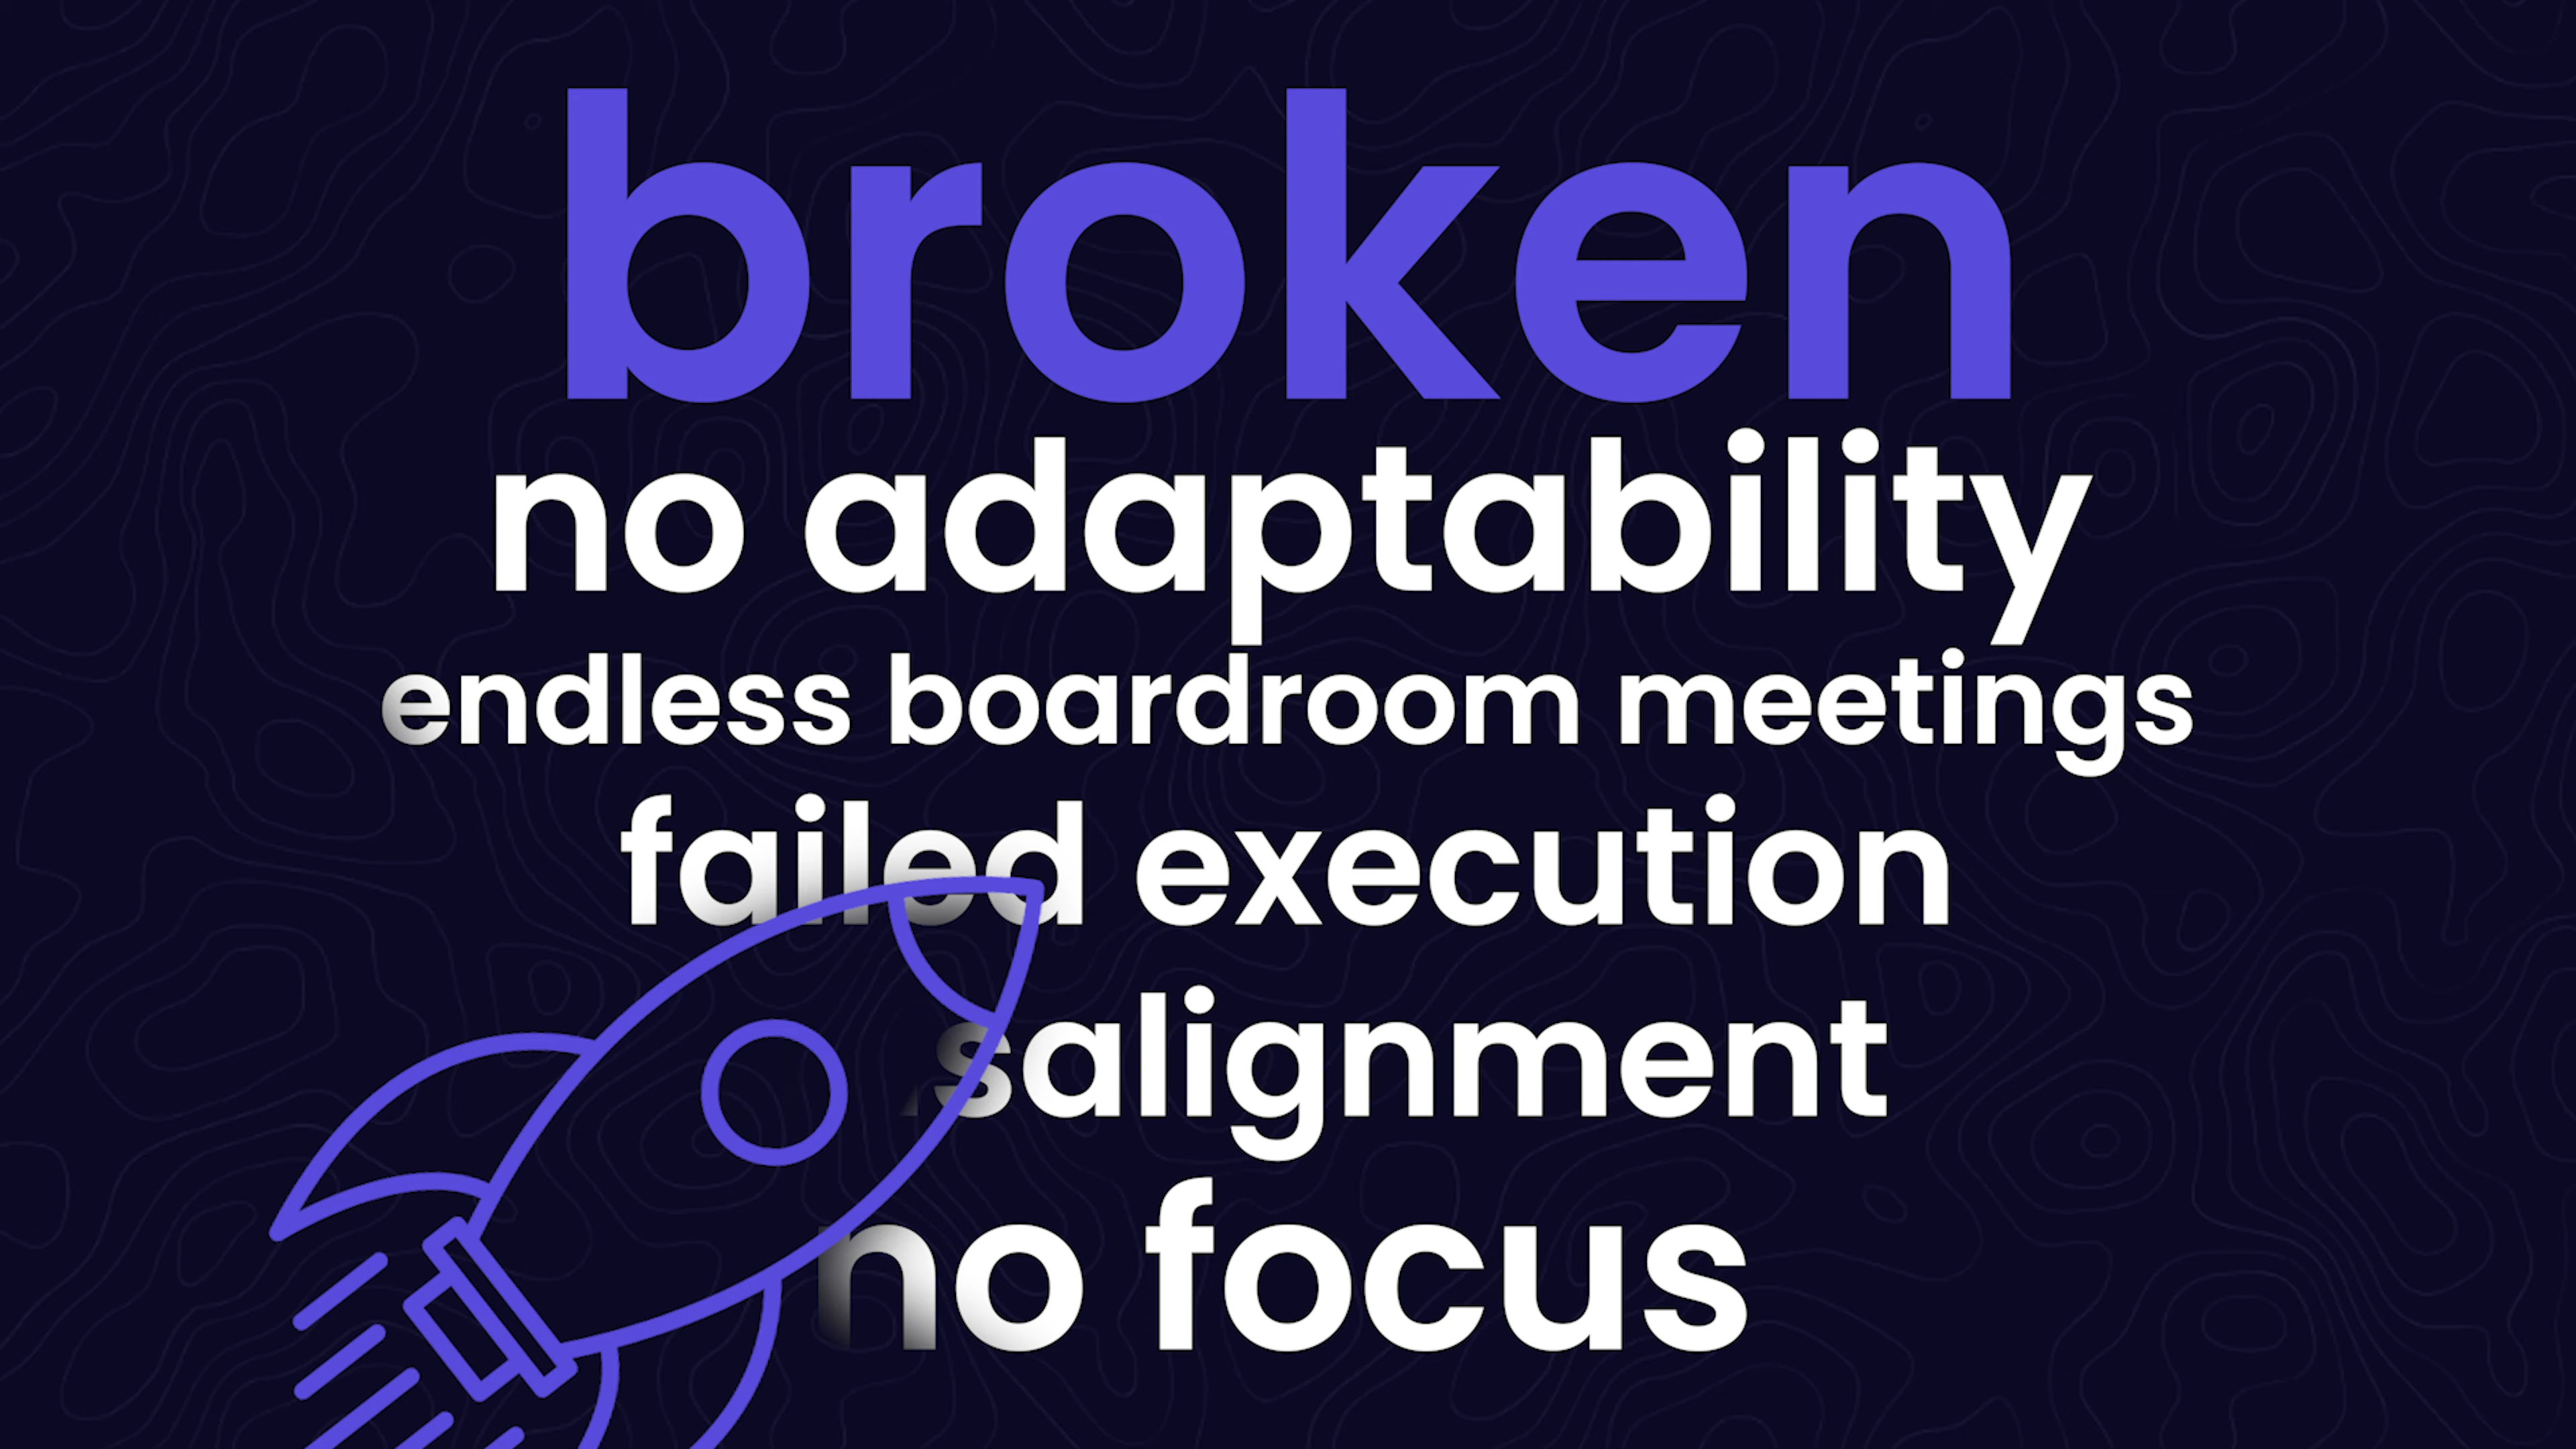 broken
no adaptability
endless boardroom meetings
failed execution
salignment
no focus